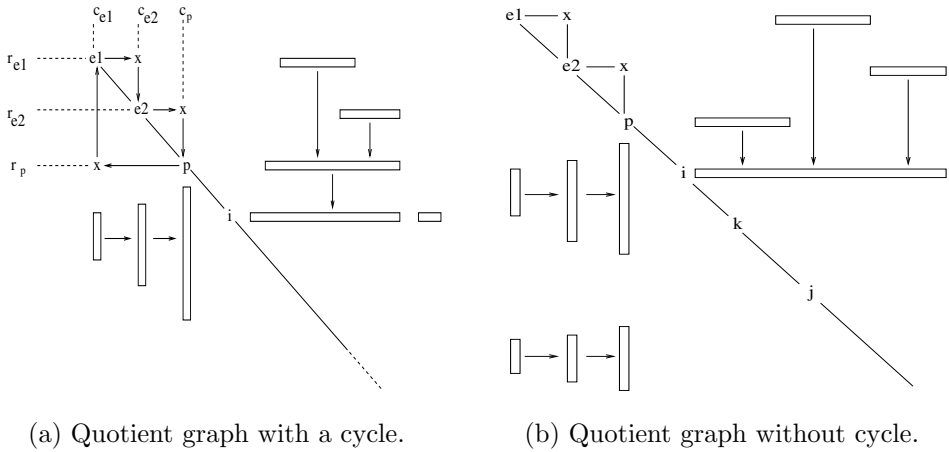 c_e1 c_e2 c_p
r_e1 e1 x
r_e2 e2 x
r_p x p
i
e1 x
e2 x
p
i
k
j
(a) Quotient graph with a cycle.
(b) Quotient graph without cycle.